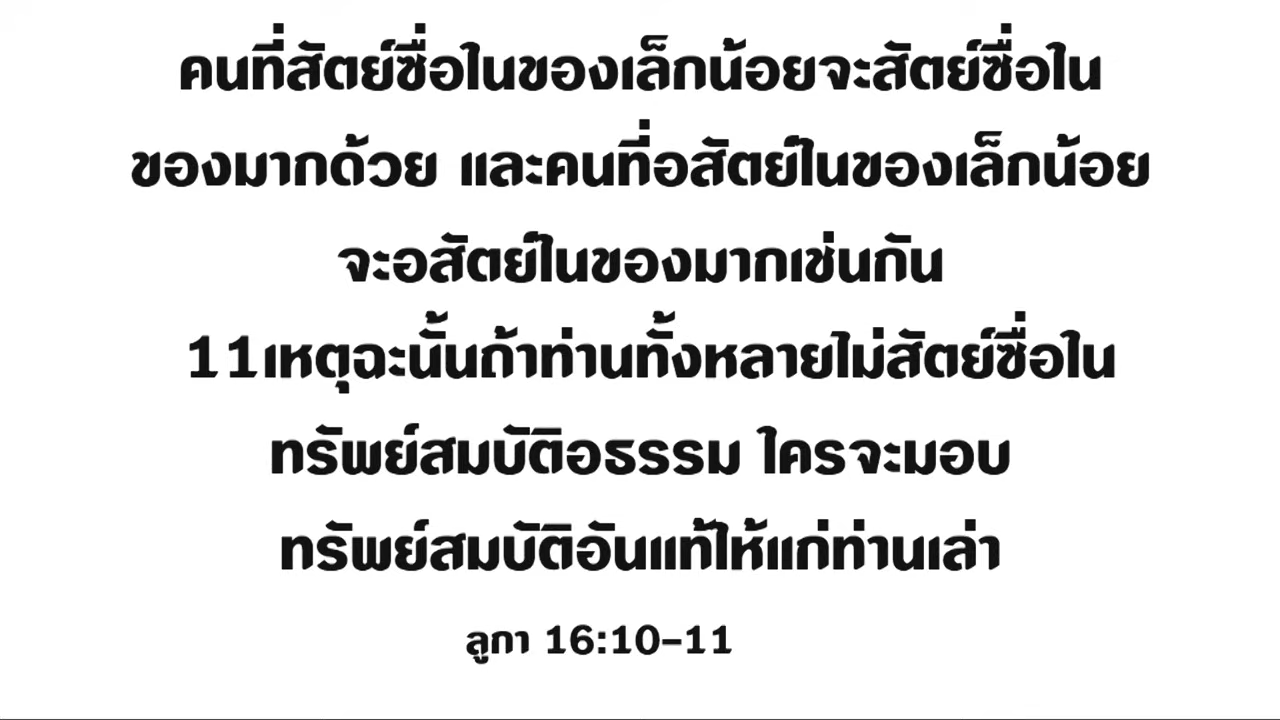 คนที่สัตย์ซื่อในของเล็กน้อยจะสัตย์ซื่อใน
ของมากด้วย และคนที่อสัตย์ในของเล็กน้อย
จะอสัตย์ในของมากเช่นกัน
11เหตุฉะนั้นถ้าท่านทั้งหลายไม่สัตย์ซื่อใน
ทรัพย์สมบัติอธรรม ใครจะมอบ
ทรัพย์สมบัติอันแท้ให้แก่ท่านเล่า
ลูกา 16:10-11